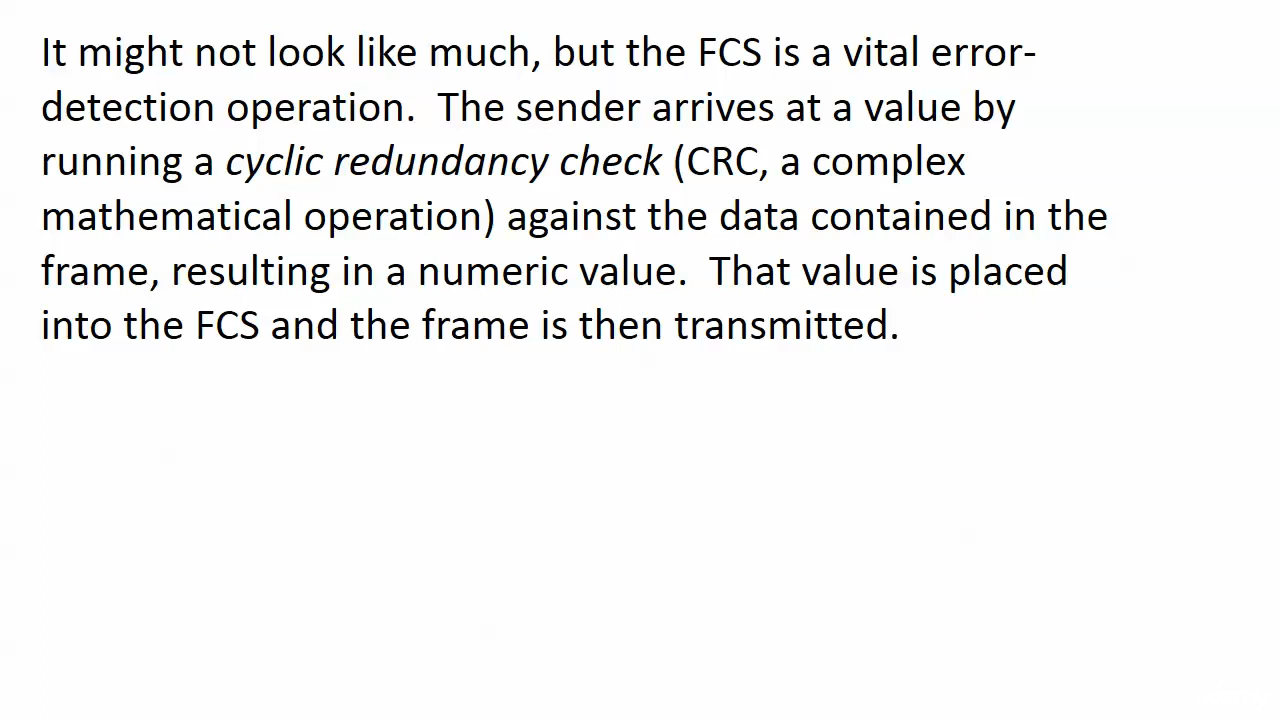 It might not look like much, but the FCS is a vital error-
detection operation.  The sender arrives at a value by
running a cyclic redundancy check (CRC, a complex
mathematical operation) against the data contained in the
frame, resulting in a numeric value.  That value is placed
into the FCS and the frame is then transmitted.